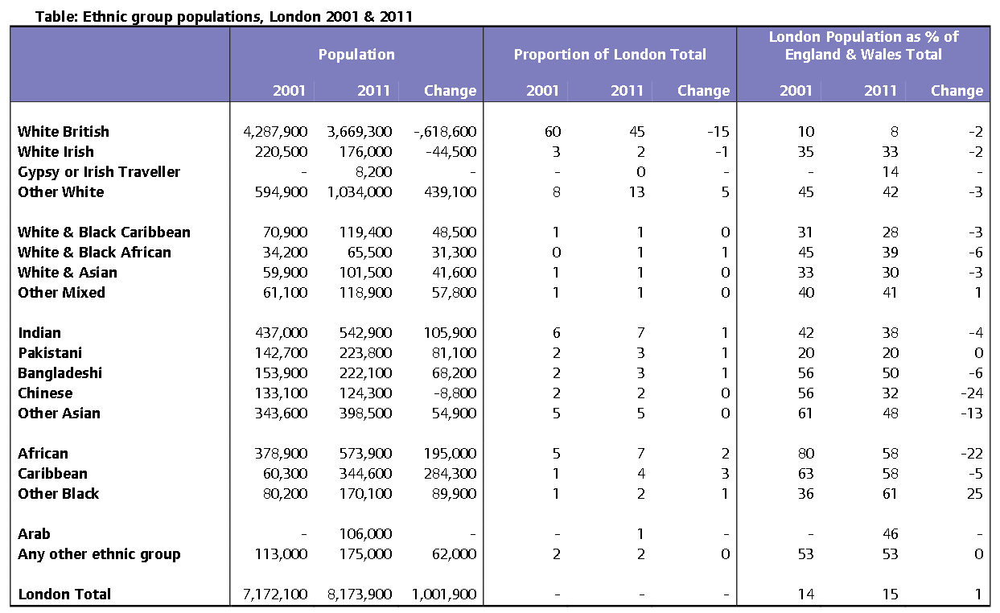 Table: Ethnic group populations, London 2001 & 2011
Population Proportion of London Total London Population as % of England & Wales Total
2001 2011 Change 2001 2011 Change 2001 2011 Change
White British 4,287,900 3,669,300 -,618,600 60 45 -15 10 8 -2
White Irish 220,500 176,000 -44,500 3 2 -1 35 33 -2
Gypsy or Irish Traveller - 8,200 - - 0 - - 14 -
Other White 594,900 1,034,000 439,100 8 13 5 45 42 -3
White & Black Caribbean 70,900 119,400 48,500 1 1 0 31 28 -3
White & Black African 34,200 65,500 31,300 0 1 1 45 39 -6
White & Asian 59,900 101,500 41,600 1 1 0 33 30 -3
Other Mixed 61,100 118,900 57,800 1 1 0 40 41 1
Indian 437,000 542,900 105,900 6 7 1 42 38 -4
Pakistani 142,700 223,800 81,100 2 3 1 20 20 0
Bangladeshi 153,900 222,100 68,200 2 3 1 56 50 -6
Chinese 133,100 124,300 -8,800 2 2 0 56 32 -24
Other Asian 343,600 398,500 54,900 5 5 0 61 48 -13
African 378,900 573,900 195,000 5 7 2 80 58 -22
Caribbean 60,300 344,600 284,300 1 4 3 63 58 -5
Other Black 80,200 170,100 89,900 1 2 1 36 61 25
Arab - 106,000 - - 1 - - 46 -
Any other ethnic group 113,000 175,000 62,000 2 2 0 53 53 0
London Total 7,172,100 8,173,900 1,001,900 - - - 14 15 1